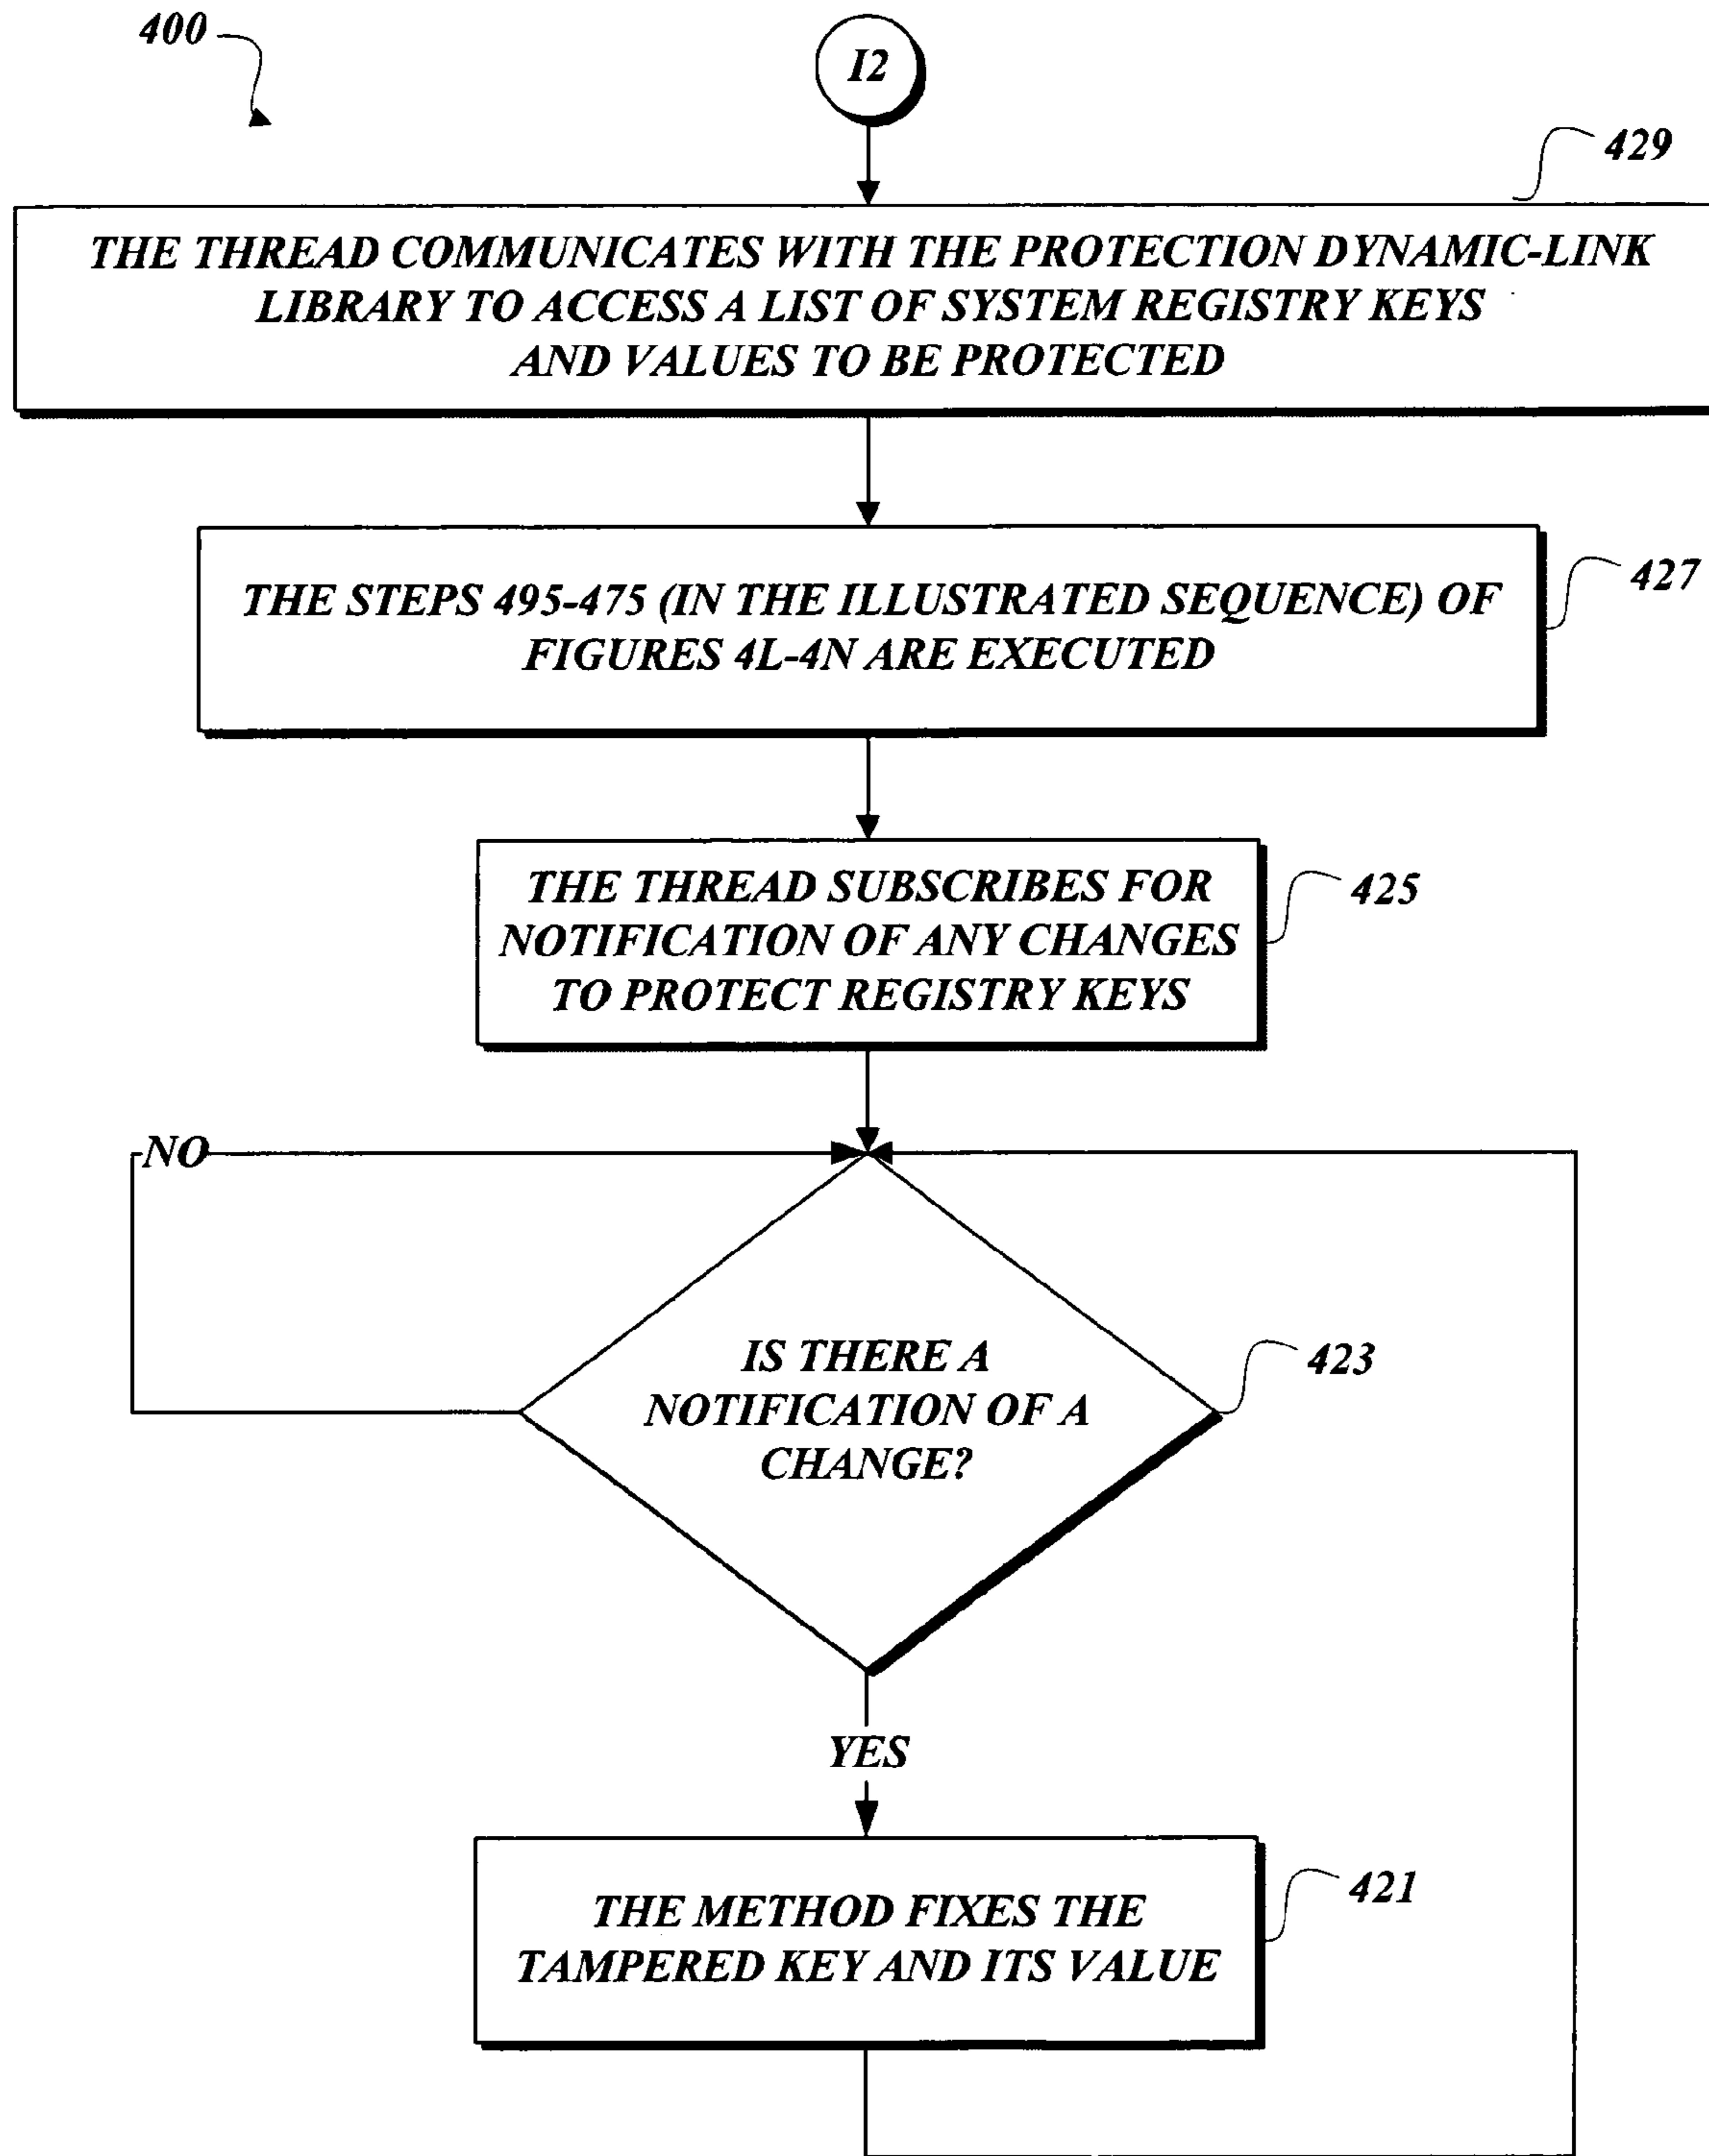 400
I2
429
THE THREAD COMMUNICATES WITH THE PROTECTION DYNAMIC-LINK
LIBRARY TO ACCESS A LIST OF SYSTEM REGISTRY KEYS
AND VALUES TO BE PROTECTED
THE STEPS 495-475 (IN THE ILLUSTRATED SEQUENCE) OF
FIGURES 4L-4N ARE EXECUTED
427
THE THREAD SUBSCRIBES FOR
NOTIFICATION OF ANY CHANGES
TO PROTECT REGISTRY KEYS
425
NO
IS THERE A
NOTIFICATION OF A
CHANGE?
423
YES
THE METHOD FIXES THE
TAMPERED KEY AND ITS VALUE
421